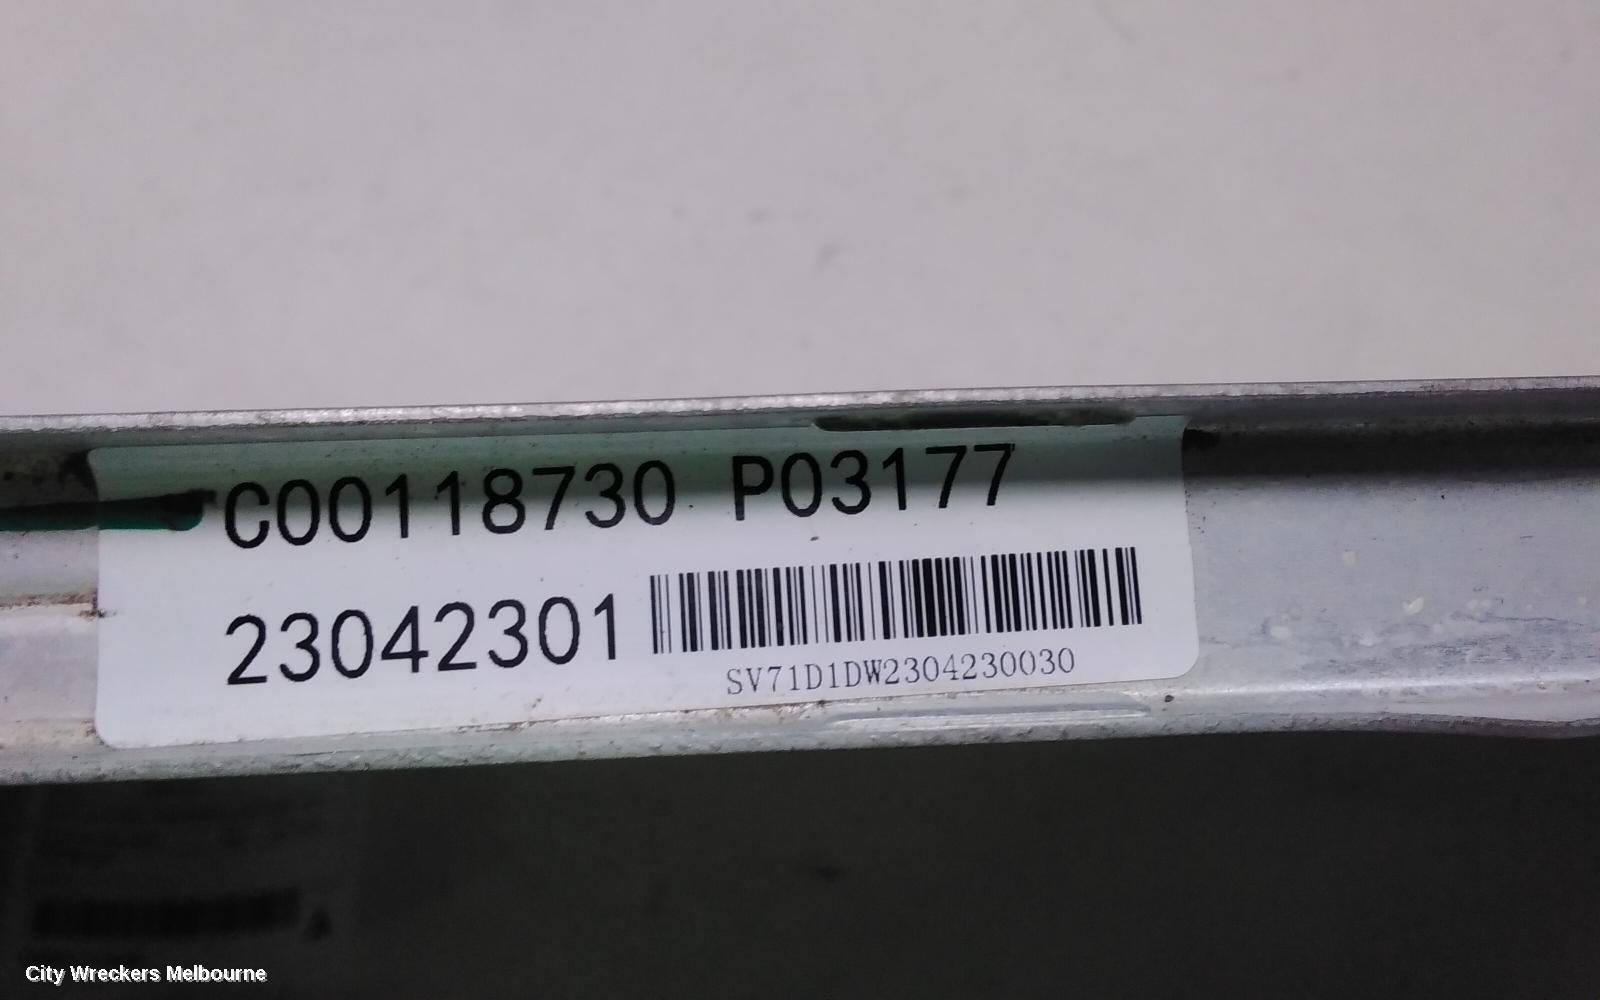 C00118730 P03177
23042301
SV71D1DW2304230030
City Wreckers Melbourne